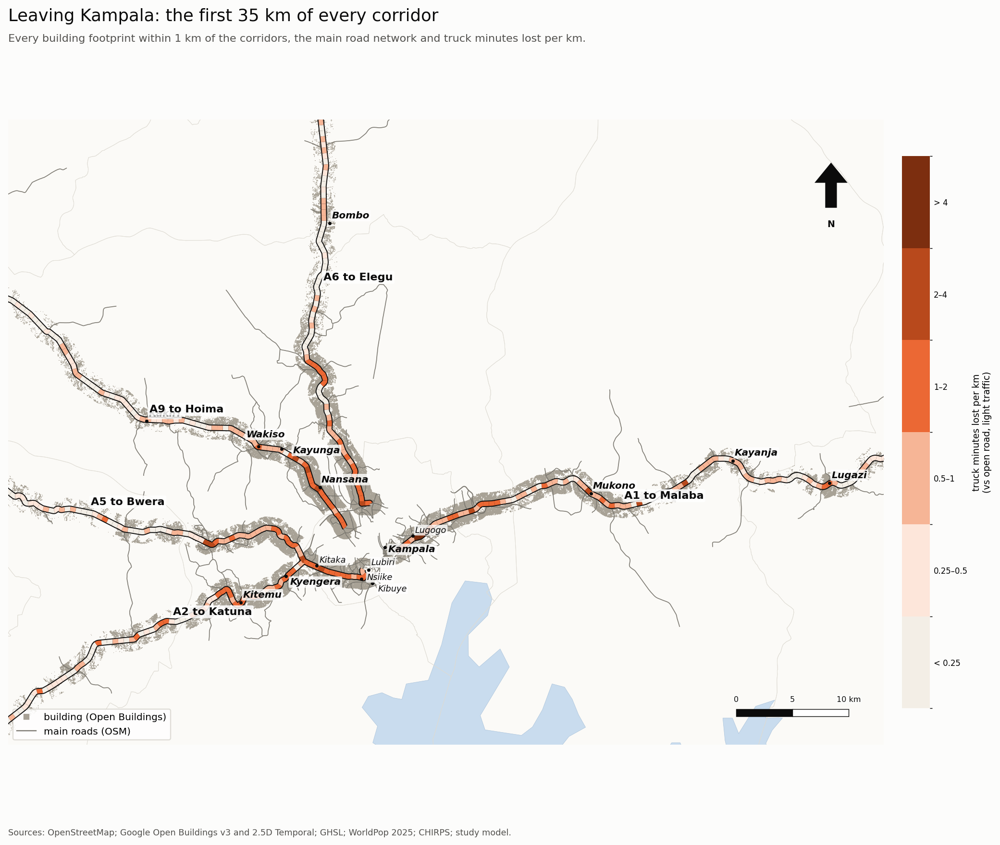 Leaving Kampala: the first 35 km of every corridor
Every building footprint within 1 km of the corridors, the main road network and truck minutes lost per km.
Bombo
A6 to Elegu
A9 to Hoima
Wakiso
Kayunga
Nansana
A5 to Bwera
Kayanja
Lugazi
Mukono
A1 to Malaba
Lugogo
Kampala
Kitaka
Lubiri
Nsiike
Kibuye
Kyengera
Kitemu
A2 to Katuna
N
> 4
2–4
1–2
0.5–1
0.25–0.5
< 0.25
truck minutes lost per km
(vs open road, light traffic)
0 5 10 km
building (Open Buildings)
main roads (OSM)
Sources: OpenStreetMap; Google Open Buildings v3 and 2.5D Temporal; GHSL; WorldPop 2025; CHIRPS; study model.